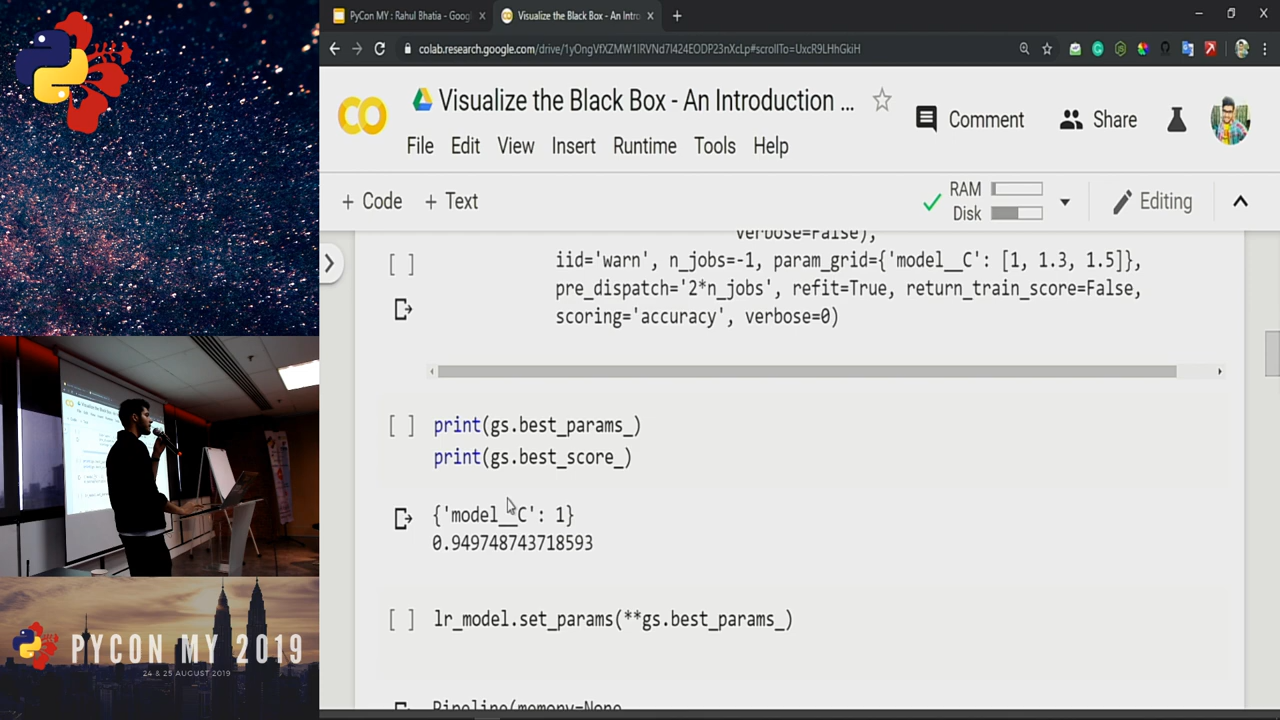 PyCon MY : Rahul Bhatia - Goog
Visualize the Black Box - An Intro
colab.research.google.com/drive/1yOngVfXZMW1lRVNd7l424EODP23nXcLp#scrollTo=UxcR9LHhGkiH
Visualize the Black Box - An Introduction ...
Comment
Share
File Edit View Insert Runtime Tools Help
+ Code + Text
RAM
Disk
Editing
verbose=False),
[ ] iid='warn', n_jobs=-1, param_grid={'model__C': [1, 1.3, 1.5]},
pre_dispatch='2*n_jobs', refit=True, return_train_score=False,
scoring='accuracy', verbose=0)
[ ] print(gs.best_params_)
print(gs.best_score_)
{'model__C': 1}
0.949748743718593
[ ] lr_model.set_params(**gs.best_params_)
Pipeline(memory=None
PYCON MY 2019
24 & 25 AUGUST 2019